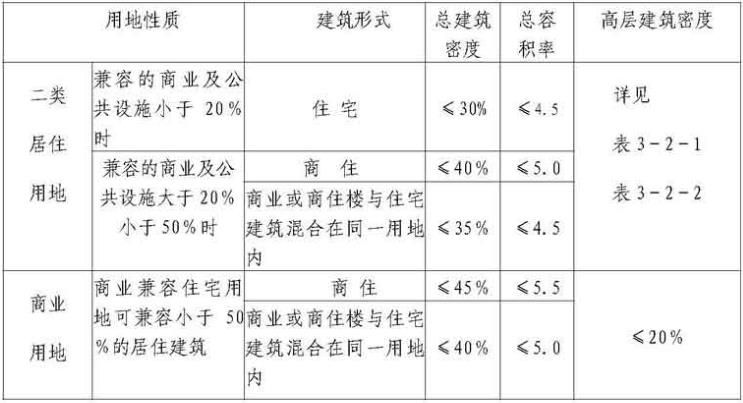 用地性质 建筑形式 总建筑密度 总容积率 高层建筑密度
二类
居住
用地
兼容的商业及公
共设施小于 20%
时
住 宅
≤30%
≤4.5
详见
表3-2-1
表3-2-2
兼容的商业及公
共设施大于20%
小于50%时
商 住
≤40%
≤5.0
商业或商住楼与住宅
建筑混合在同一用地
内
≤35%
≤4.5
商业
用地
商业兼容住宅用
地可兼容小于 50
%的居住建筑
商 住
≤45%
≤5.5
商业或商住楼与住宅
建筑混合在同一用地
内
≤40%
≤5.0
≤20%